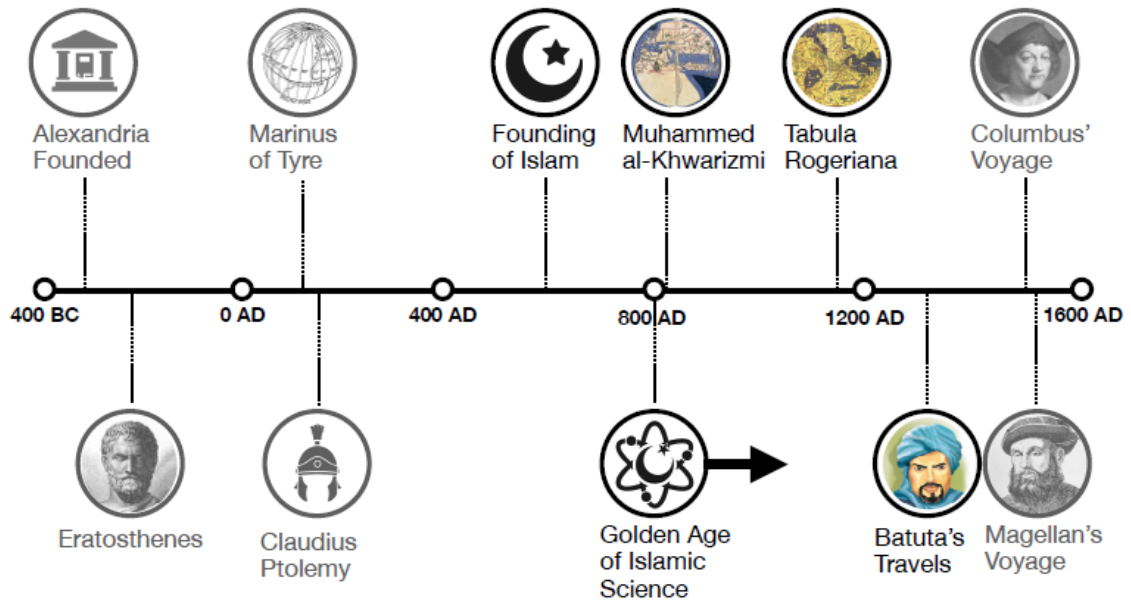 Alexandria
Founded
Marinus
of Tyre
Founding
of Islam
Muhammed
al-Khwarizmi
Tabula
Rogeriana
Columbus'
Voyage
400 BC
0 AD
400 AD
800 AD
1200 AD
1600 AD
Eratosthenes
Claudius
Ptolemy
Golden Age
of Islamic
Science
Batuta's
Travels
Magellan's
Voyage